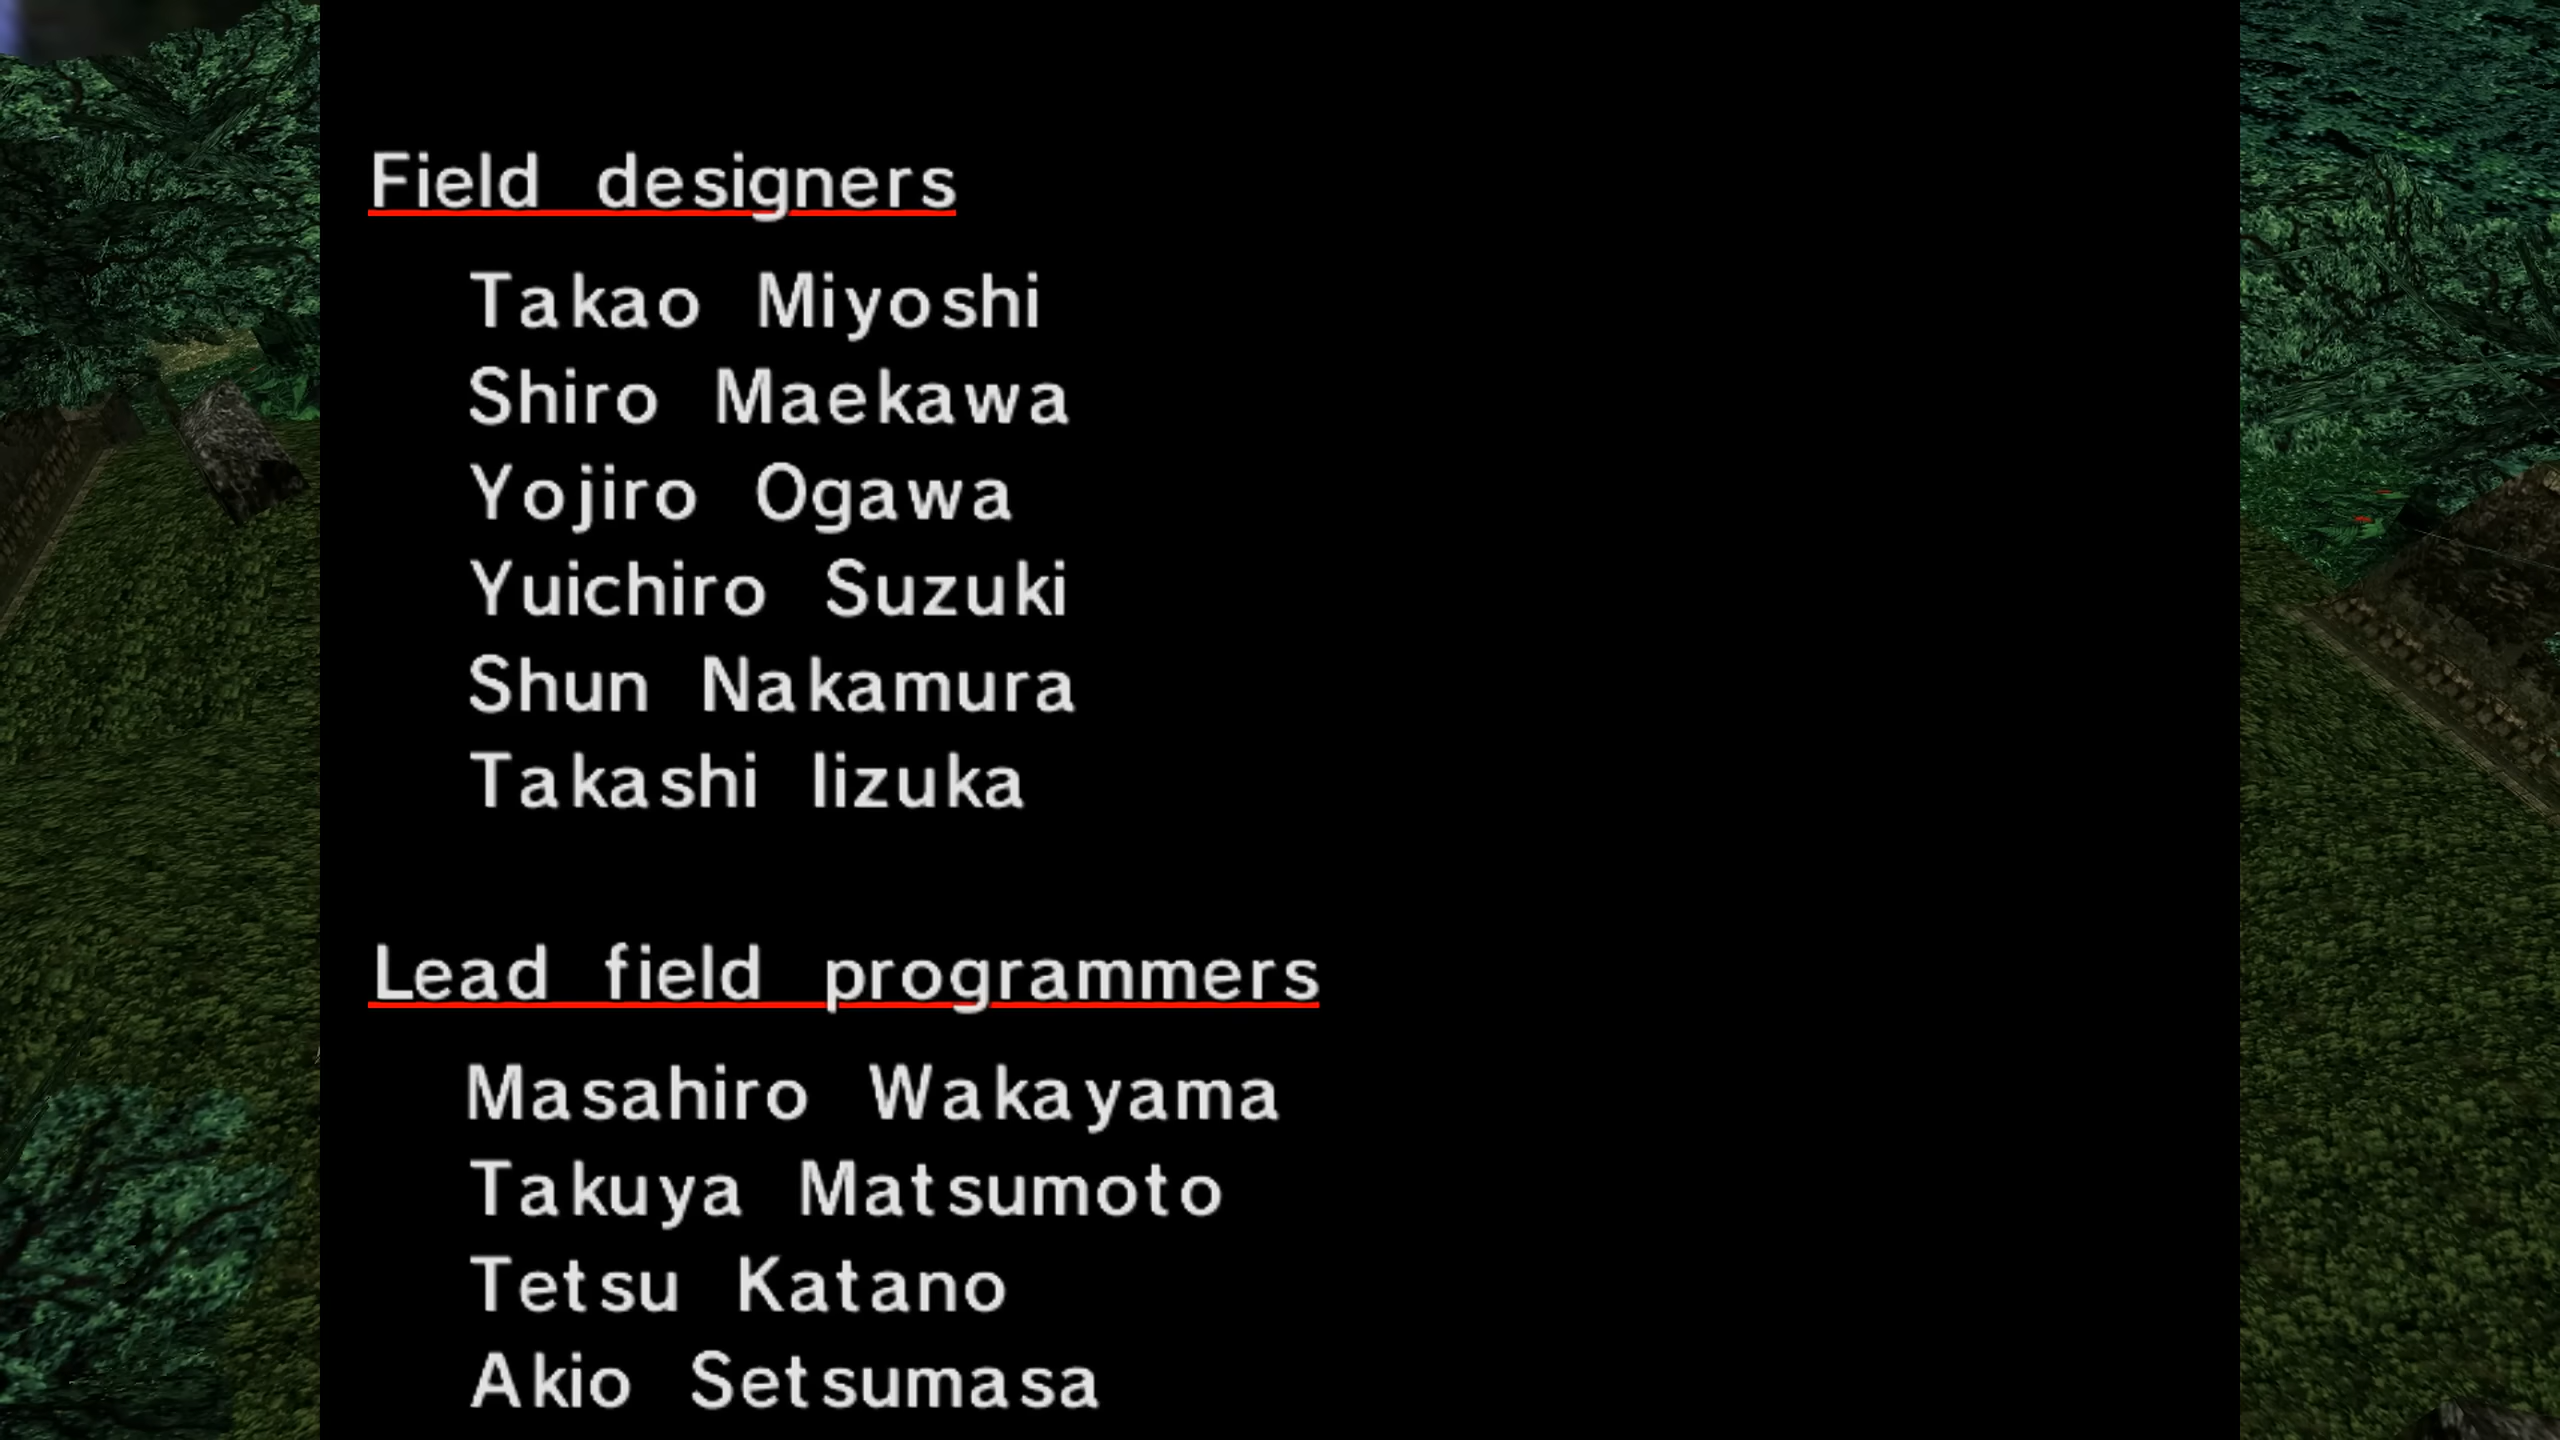 Field designers
Takao Miyoshi
Shiro Maekawa
Yojiro Ogawa
Yuichiro Suzuki
Shun Nakamura
Takashi Iizuka
Lead field programmers
Masahiro Wakayama
Takuya Matsumoto
Tetsu Katano
Akio Setsumasa